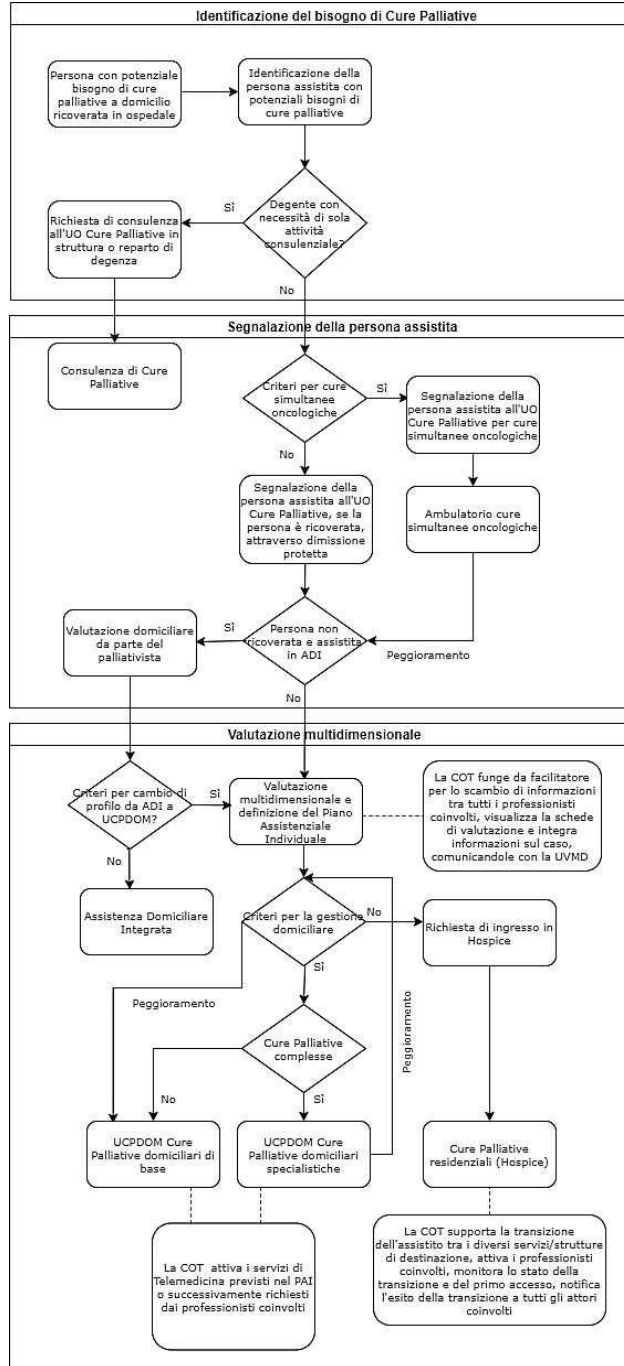 Identificazione del bisogno di Cure Palliative
Persona con potenziale
bisogno di cure
palliative a domicilio
ricoverata in ospedale
Identificazione della
persona assistita con
potenziali bisogni di
cure palliative
Degente con
necessità di sola
attività
consulenziale?
Sì
No
Richiesta di consulenza
all'UO Cure Palliative in
struttura o reparto di
degenza
Segnalazione della persona assistita
Consulenza di Cure
Palliative
Criteri per cure
simultanee
oncologiche
Sì
No
Segnalazione della
persona assistita all'UO
Cure Palliative per cure
simultanee oncologiche
Segnalazione della
persona assistita all'UO
Cure Palliative, se la
persona è ricoverata,
attraverso dimissione
protetta
Ambulatorio cure
simultanee oncologiche
Valutazione domiciliare
da parte del
palliativista
Sì
Persona non
ricoverata e assistita
in ADI
Peggioramento
No
Valutazione multidimensionale
Criteri per cambio di
profilo da ADI a
UCPDOM?
Sì
No
Valutazione
multidimensionale e
definizione del Piano
Assistenziale
Individuale
La COT funge da facilitatore
per lo scambio di informazioni
tra tutti i professionisti
coinvolti, visualizza la schede
di valutazione e integra
informazioni sul caso,
comunicandole con la UVMD
Assistenza Domiciliare
Integrata
Criteri per la gestione
domiciliare
No
Sì
Richiesta di ingresso in
Hospice
Peggioramento
Peggioramento
Cure Palliative
complesse
No
Sì
UCPDOM Cure
Palliative domiciliari di
base
UCPDOM Cure
Palliative domiciliari
specialistiche
Cure Palliative
residenziali (Hospice)
La COT attiva i servizi di
Telemedicina previsti nel PAI
o successivamente richiesti
dai professionisti coinvolti
La COT supporta la transizione
dell'assistito tra i diversi servizi/strutture
di destinazione, attiva i professionisti
coinvolti, monitora lo stato della
transizione e del primo accesso, notifica
l'esito della transizione a tutti gli attori
coinvolti